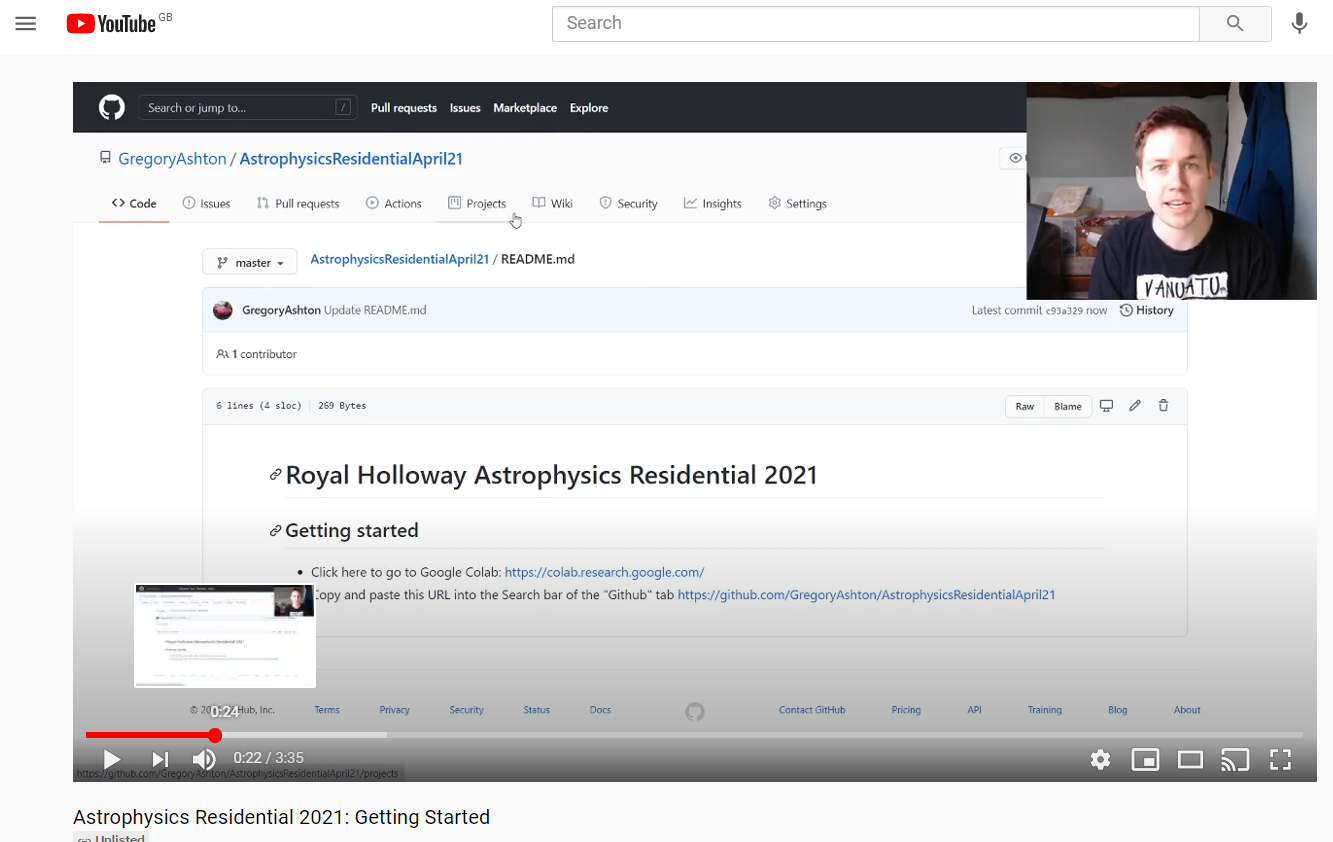 YouTube GB
Search
Search or jump to... /
Pull requests Issues Marketplace Explore
GregoryAshton / AstrophysicsResidentialApril21
Code Issues Pull requests Actions Projects Wiki Security Insights Settings
VANUATU
master AstrophysicsResidentialApril21 / README.md
GregoryAshton Update README.md Latest commit c93a329 now History
1 contributor
6 lines (4 sloc) 269 Bytes Raw Blame
Royal Holloway Astrophysics Residential 2021
Getting started
• Click here to go to Google Colab: https://colab.research.google.com/
Copy and paste this URL into the Search bar of the "Github" tab https://github.com/GregoryAshton/AstrophysicsResidentialApril21
0:24
Hub, Inc. Terms Privacy Security Status Docs Contact GitHub Pricing API Training Blog About
0:22 / 3:35
https://github.com/GregoryAshton/AstrophysicsResidentialApril21/projects
Astrophysics Residential 2021: Getting Started
Unlisted